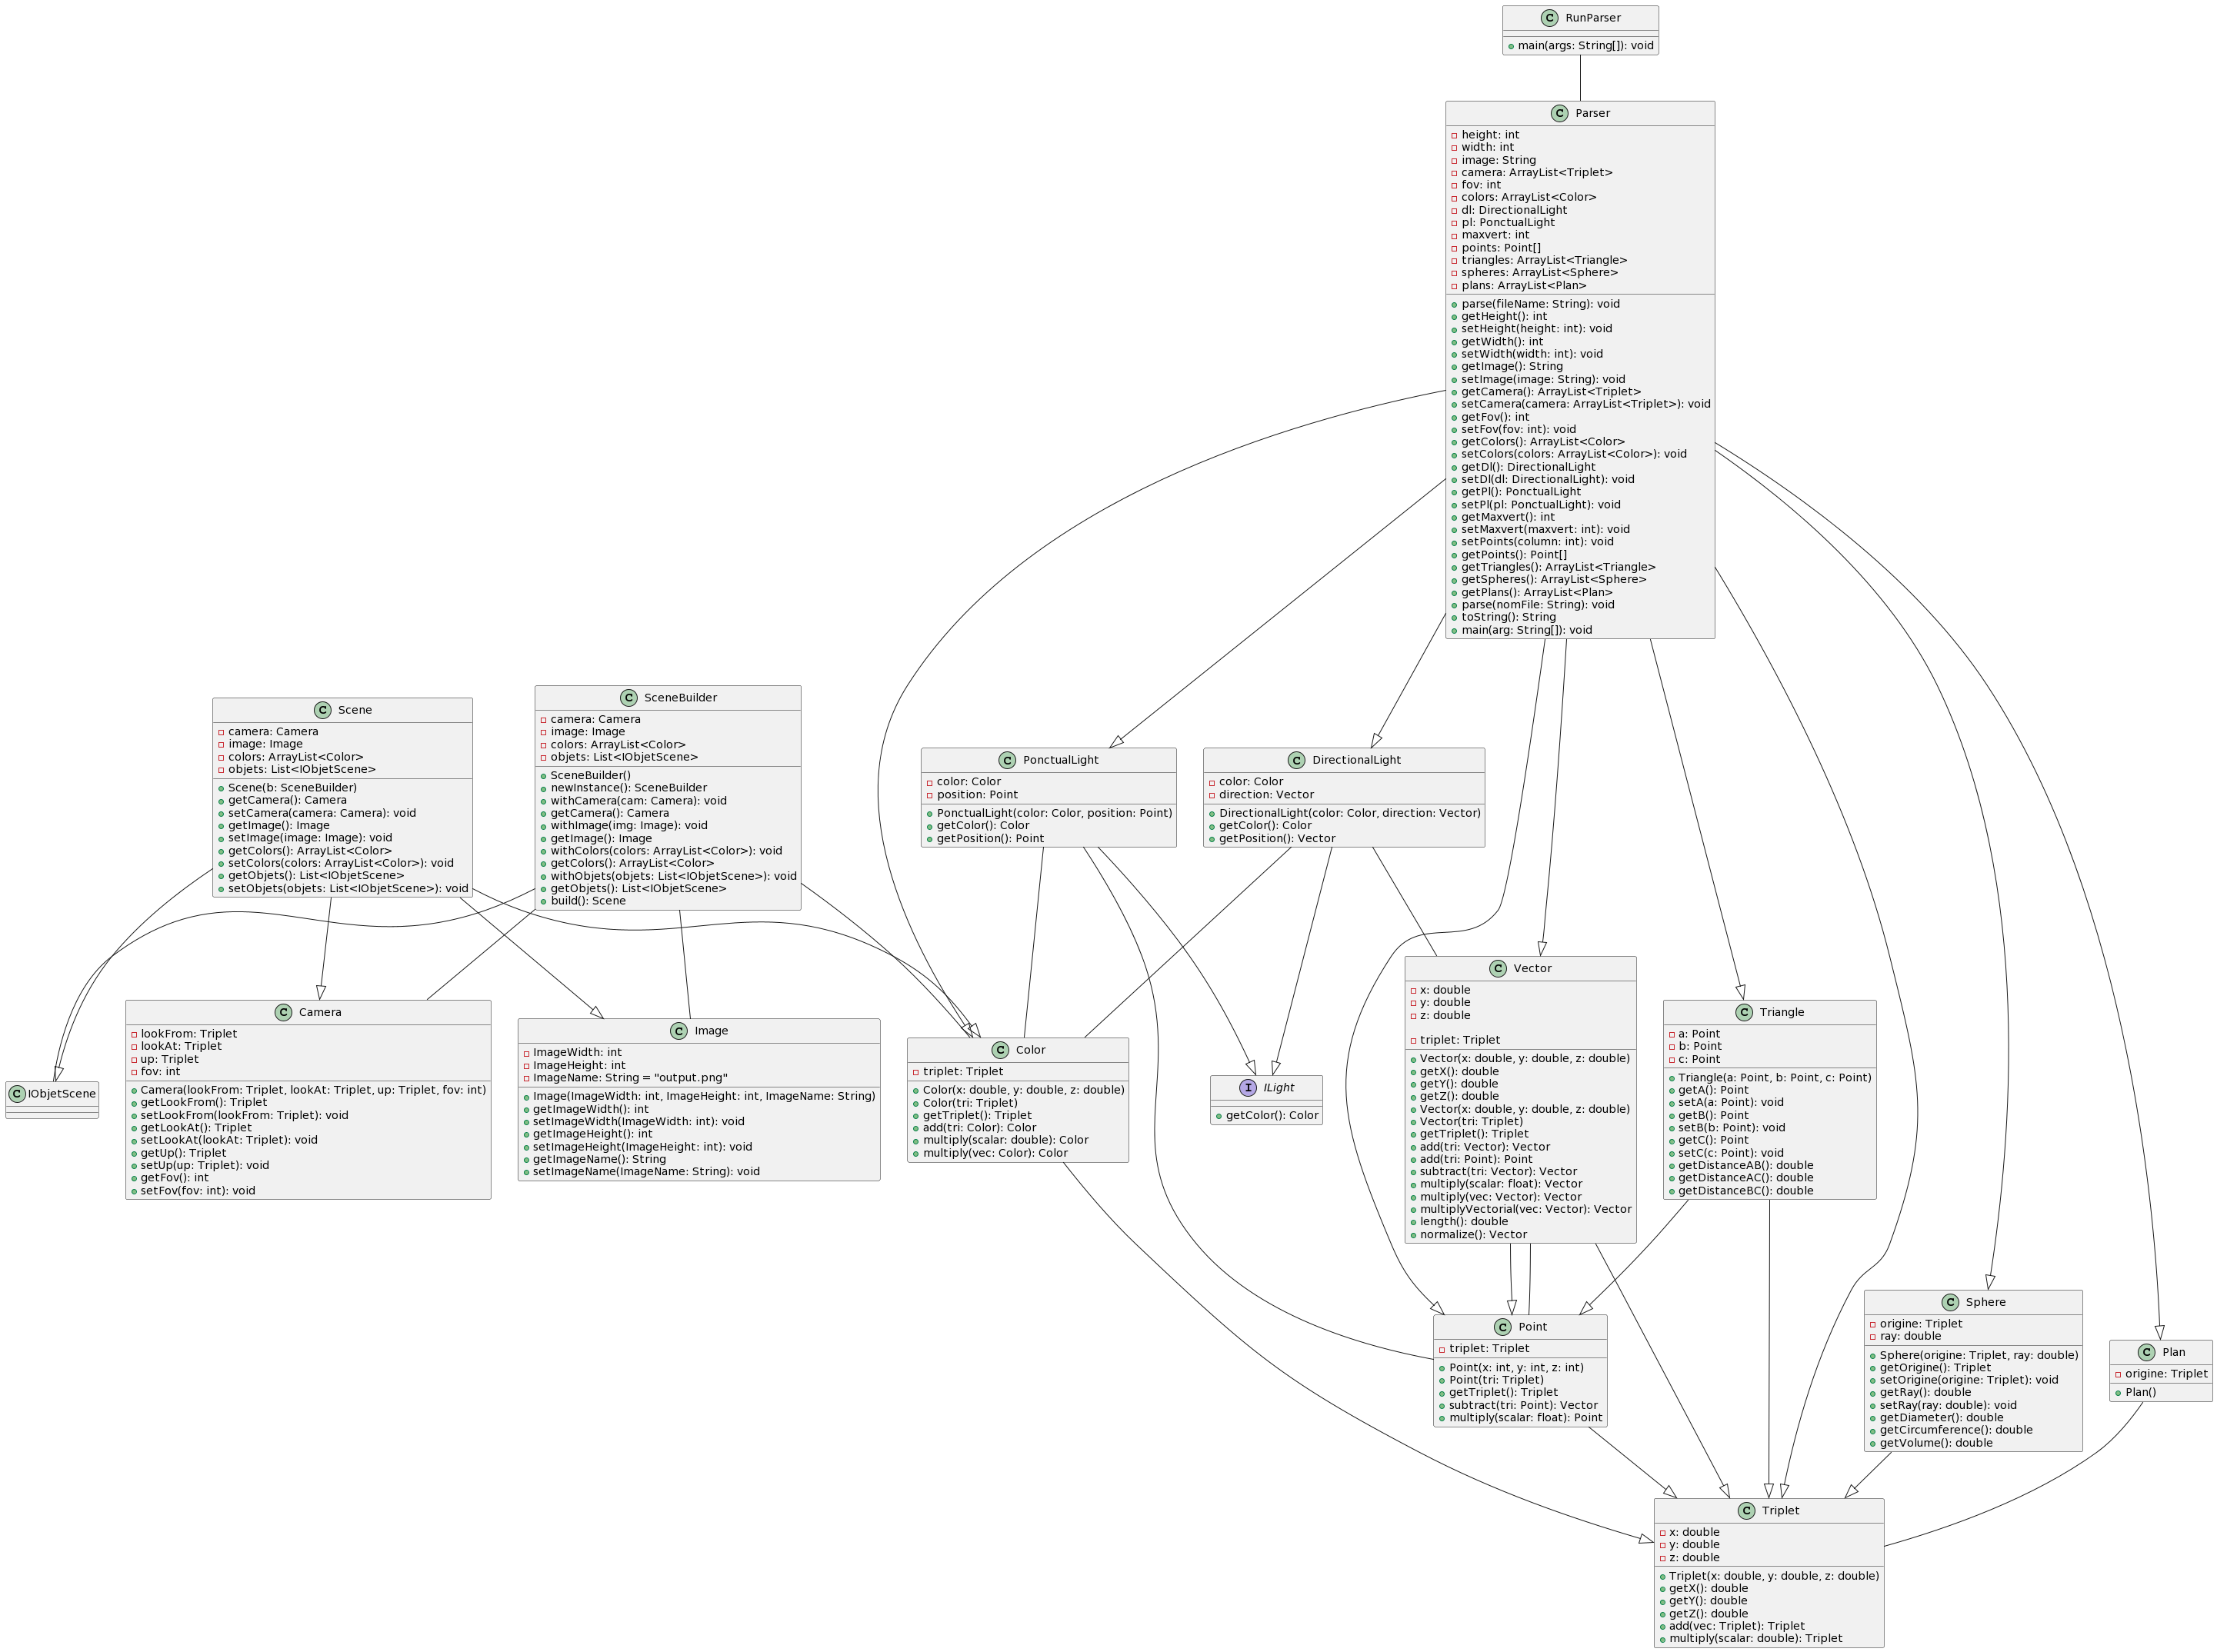 C RunParser
main(args: String[]): void
C Parser
height: int
width: int
image: String
camera: ArrayList<Triplet>
fov: int
colors: ArrayList<Color>
dl: DirectionalLight
pl: PonctualLight
maxvert: int
points: Point[]
triangles: ArrayList<Triangle>
spheres: ArrayList<Sphere>
plans: ArrayList<Plan>
parse(fileName: String): void
getHeight(): int
setHeight(height: int): void
getWidth(): int
setWidth(width: int): void
getImage(): String
setImage(image: String): void
getCamera(): ArrayList<Triplet>
setCamera(camera: ArrayList<Triplet>): void
getFov(): int
setFov(fov: int): void
getColors(): ArrayList<Color>
setColors(colors: ArrayList<Color>): void
getDl(): DirectionalLight
setDl(dl: DirectionalLight): void
getPl(): PonctualLight
setPl(pl: PonctualLight): void
getMaxvert(): int
setMaxvert(maxvert: int): void
setPoints(column: int): void
getPoints(): Point[]
getTriangles(): ArrayList<Triangle>
getSpheres(): ArrayList<Sphere>
getPlans(): ArrayList<Plan>
parse(nomFile: String): void
toString(): String
main(arg: String[]): void
C Scene
camera: Camera
image: Image
colors: ArrayList<Color>
objets: List<IObjetScene>
Scene(b: SceneBuilder)
getCamera(): Camera
setCamera(camera: Camera): void
getImage(): Image
setImage(image: Image): void
getColors(): ArrayList<Color>
setColors(colors: ArrayList<Color>): void
getObjets(): List<IObjetScene>
setObjets(objets: List<IObjetScene>): void
C SceneBuilder
camera: Camera
image: Image
colors: ArrayList<Color>
objets: List<IObjetScene>
SceneBuilder()
newInstance(): SceneBuilder
withCamera(cam: Camera): void
getCamera(): Camera
withImage(img: Image): void
getImage(): Image
withColors(colors: ArrayList<Color>): void
getColors(): ArrayList<Color>
withObjets(objets: List<IObjetScene>): void
getObjets(): List<IObjetScene>
build(): Scene
C PonctualLight
color: Color
position: Point
PonctualLight(color: Color, position: Point)
getColor(): Color
getPosition(): Point
C DirectionalLight
color: Color
direction: Vector
DirectionalLight(color: Color, direction: Vector)
getColor(): Color
getPosition(): Vector
C IObjetScene
C Camera
lookFrom: Triplet
lookAt: Triplet
up: Triplet
fov: int
Camera(lookFrom: Triplet, lookAt: Triplet, up: Triplet, fov: int)
getLookFrom(): Triplet
setLookFrom(lookFrom: Triplet): void
getLookAt(): Triplet
setLookAt(lookAt: Triplet): void
getUp(): Triplet
setUp(up: Triplet): void
getFov(): int
setFov(fov: int): void
C Image
ImageWidth: int
ImageHeight: int
ImageName: String = "output.png"
Image(ImageWidth: int, ImageHeight: int, ImageName: String)
getImageWidth(): int
setImageWidth(ImageWidth: int): void
getImageHeight(): int
setImageHeight(ImageHeight: int): void
getImageName(): String
setImageName(ImageName: String): void
C Color
triplet: Triplet
Color(x: double, y: double, z: double)
Color(tri: Triplet)
getTriplet(): Triplet
add(tri: Color): Color
multiply(scalar: double): Color
multiply(vec: Color): Color
I ILight
getColor(): Color
C Vector
x: double
y: double
z: double
triplet: Triplet
Vector(x: double, y: double, z: double)
getX(): double
getY(): double
getZ(): double
Vector(x: double, y: double, z: double)
Vector(tri: Triplet)
getTriplet(): Triplet
add(tri: Vector): Vector
add(tri: Point): Point
subtract(tri: Vector): Vector
multiply(scalar: float): Vector
multiply(vec: Vector): Vector
multiplyVectorial(vec: Vector): Vector
length(): double
normalize(): Vector
C Triangle
a: Point
b: Point
c: Point
Triangle(a: Point, b: Point, c: Point)
getA(): Point
setA(a: Point): void
getB(): Point
setB(b: Point): void
getC(): Point
setC(c: Point): void
getDistanceAB(): double
getDistanceAC(): double
getDistanceBC(): double
C Point
triplet: Triplet
Point(x: int, y: int, z: int)
Point(tri: Triplet)
getTriplet(): Triplet
subtract(tri: Point): Vector
multiply(scalar: float): Point
C Sphere
origine: Triplet
ray: double
Sphere(origine: Triplet, ray: double)
getOrigine(): Triplet
setOrigine(origine: Triplet): void
getRay(): double
setRay(ray: double): void
getDiameter(): double
getCircumference(): double
getVolume(): double
C Plan
origine: Triplet
Plan()
C Triplet
x: double
y: double
z: double
Triplet(x: double, y: double, z: double)
getX(): double
getY(): double
getZ(): double
add(vec: Triplet): Triplet
multiply(scalar: double): Triplet